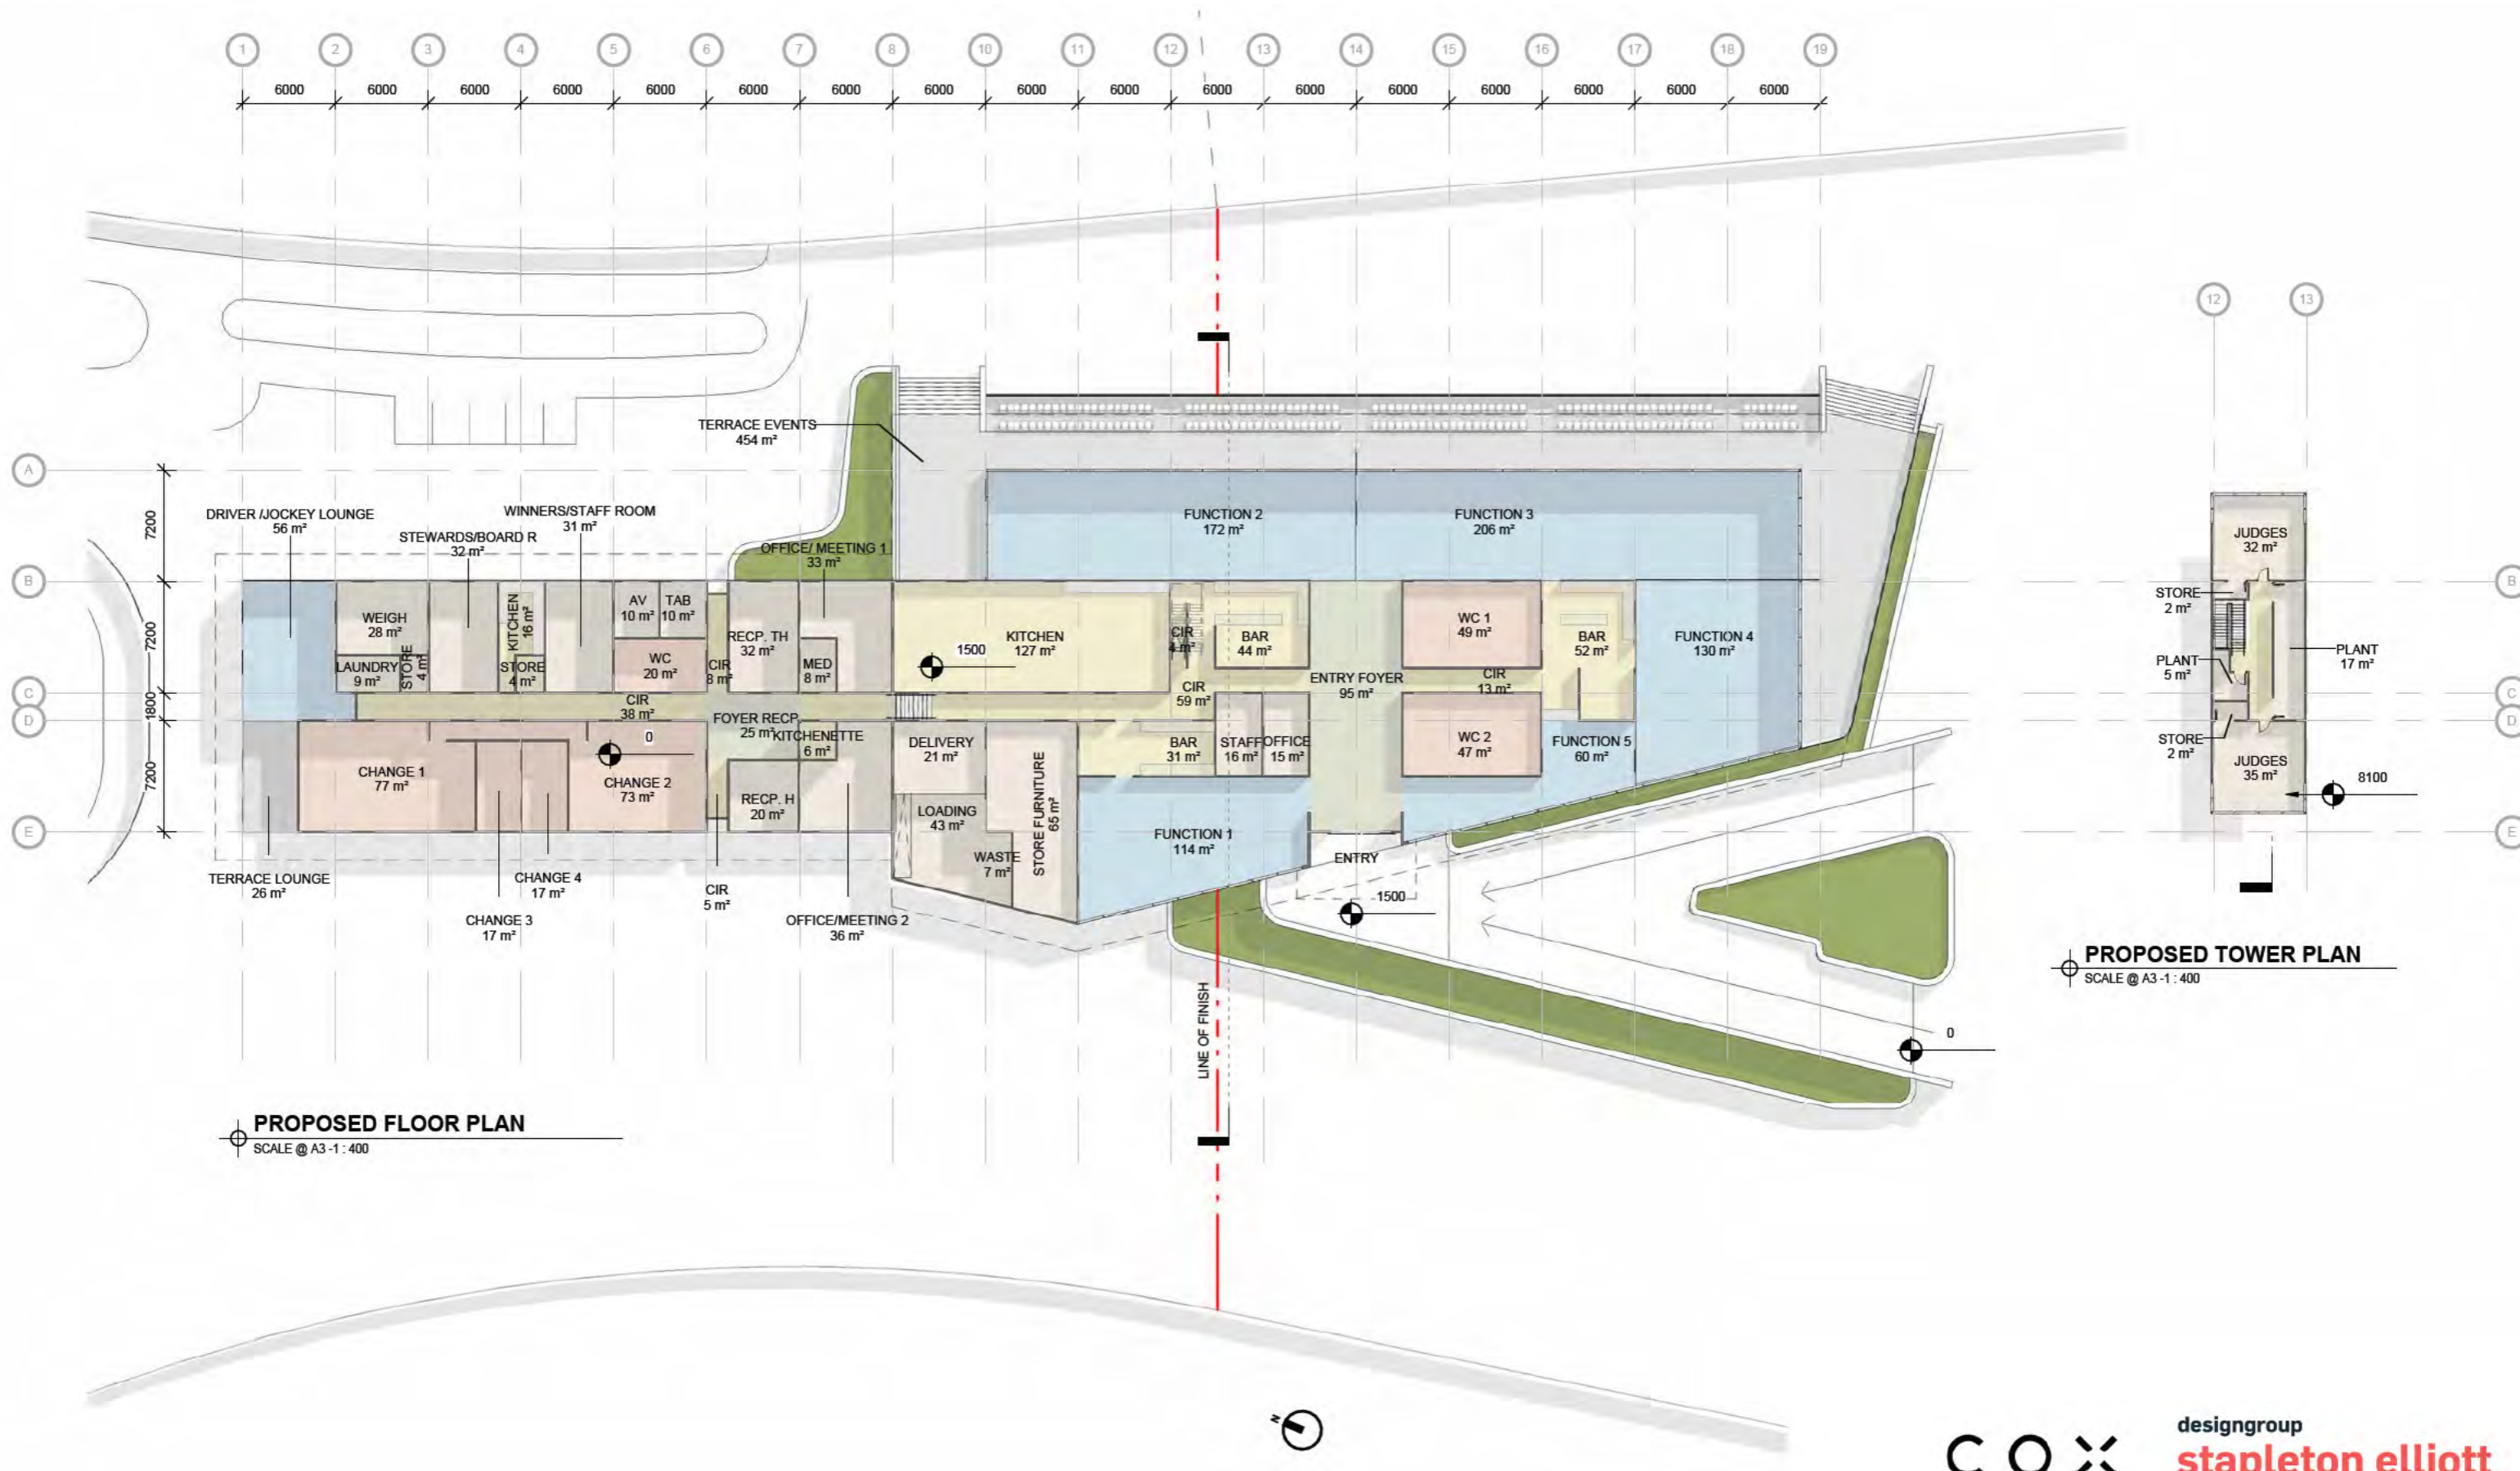 1 2 3 4 5 6 7 8 10 11 12 13 14 15 16 17 18 19
6000 6000 6000 6000 6000 6000 6000 6000 6000 6000 6000 6000 6000 6000 6000 6000 6000
12 13
A
B
C
D
E
7200
7200
1800
7200
B
C
D
E
TERRACE EVENTS
454 m²
DRIVER /JOCKEY LOUNGE
56 m²
STEWARDS/BOARD R
32 m²
WINNERS/STAFF ROOM
31 m²
OFFICE/ MEETING 1
33 m²
FUNCTION 2
172 m²
FUNCTION 3
206 m²
WEIGH
28 m²
LAUNDRY
9 m²
STORE
4 m²
KITCHEN
16 m²
STORE
4 m²
AV
10 m²
TAB
10 m²
WC
20 m²
CIR
8 m²
RECP. TH
32 m²
MED
8 m²
1500
KITCHEN
127 m²
CIR
4 m²
BAR
44 m²
WC 1
49 m²
BAR
52 m²
FUNCTION 4
130 m²
CIR
38 m²
CIR
59 m²
ENTRY FOYER
95 m²
CIR
13 m²
FOYER RECP
25 m²
KITCHENETTE
6 m²
0
CHANGE 1
77 m²
CHANGE 2
73 m²
RECP. H
20 m²
DELIVERY
21 m²
LOADING
43 m²
WASTE
7 m²
STORE FURNITURE
65 m²
BAR
31 m²
STAFF
16 m²
OFFICE
15 m²
WC 2
47 m²
FUNCTION 5
60 m²
FUNCTION 1
114 m²
ENTRY
1500
0
TERRACE LOUNGE
26 m²
CHANGE 3
17 m²
CHANGE 4
17 m²
CIR
5 m²
OFFICE/MEETING 2
36 m²
LINE OF FINISH
JUDGES
32 m²
STORE
2 m²
PLANT
17 m²
PLANT
5 m²
STORE
2 m²
JUDGES
35 m²
8100
PROPOSED TOWER PLAN
SCALE @ A3 -1 : 400
PROPOSED FLOOR PLAN
SCALE @ A3 -1 : 400
N
COX
designgroup
stapleton elliott